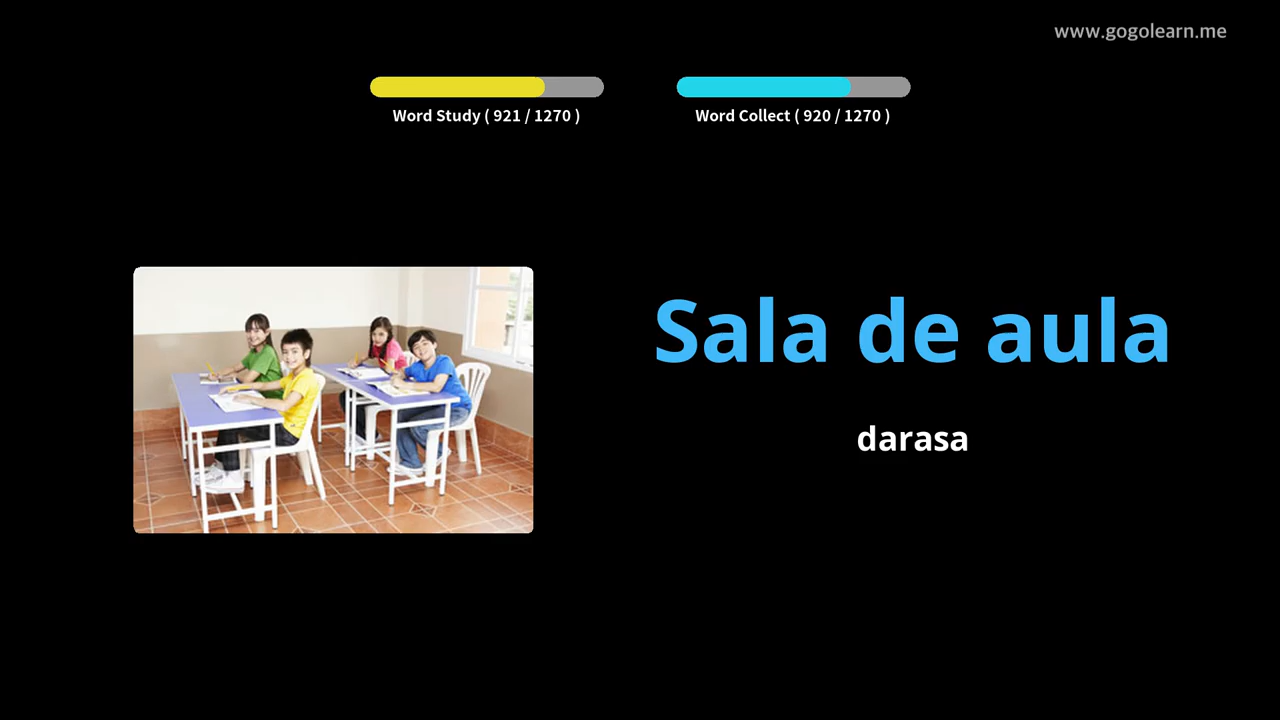 www.gogolearn.me
Word Study ( 921 / 1270 )
Word Collect ( 920 / 1270 )
Sala de aula
darasa